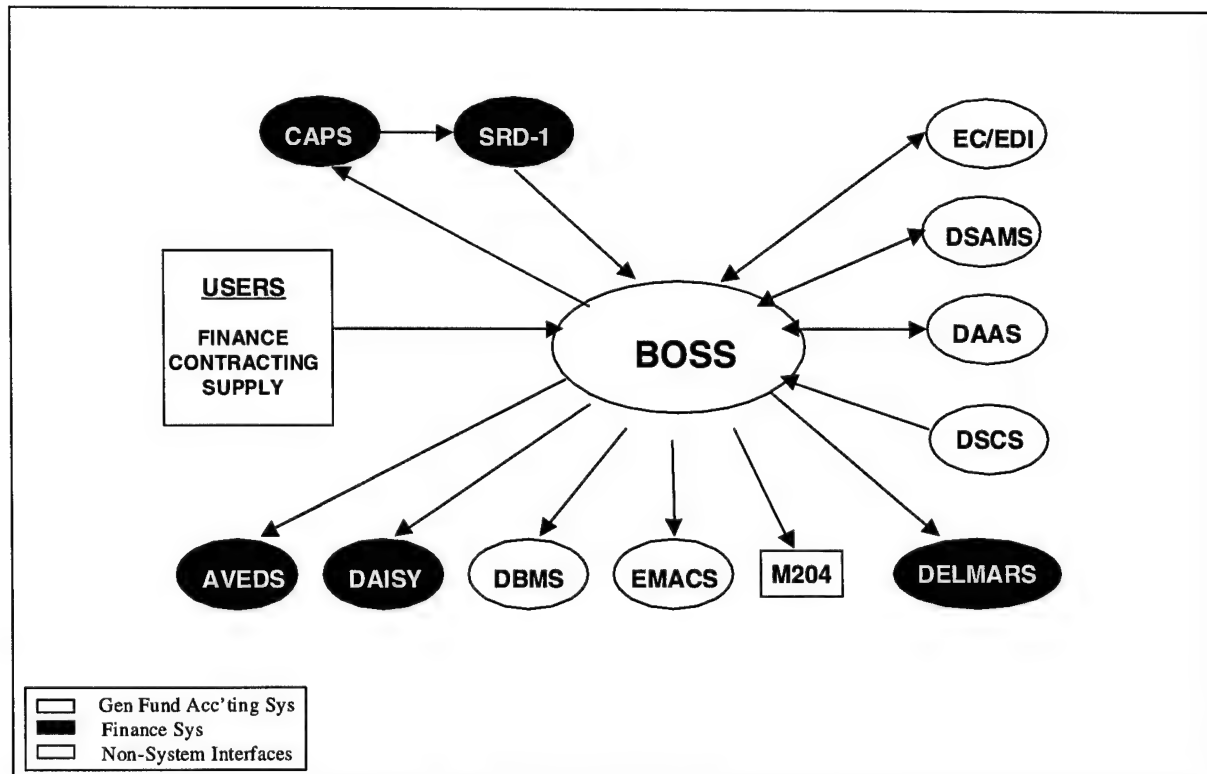 CAPS
SRD-1
EC/EDI
DSAMS
USERS
FINANCE
CONTRACTING
SUPPLY
BOSS
DAAS
DSCS
AVEDS
DAISY
DBMS
EMACS
M204
DELMARS
Gen Fund Acc'ting Sys
Finance Sys
Non-System Interfaces